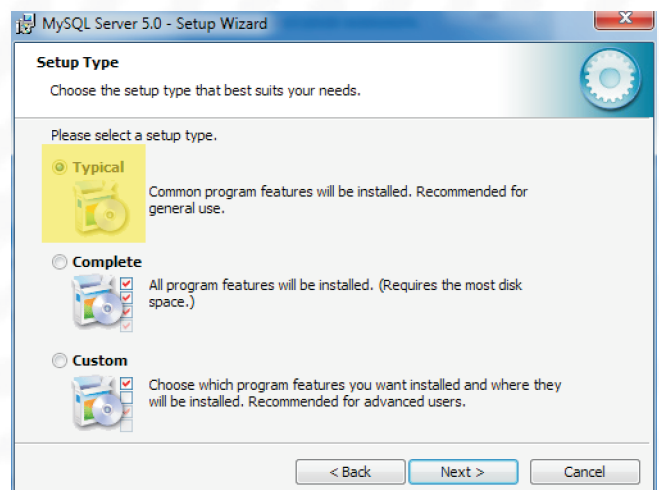 MySQL Server 5.0 - Setup Wizard
Setup Type
Choose the setup type that best suits your needs.
Please select a setup type.
Typical
Common program features will be installed. Recommended for
general use.
Complete
All program features will be installed. (Requires the most disk
space.)
Custom
Choose which program features you want installed and where they
will be installed. Recommended for advanced users.
< Back Next > Cancel